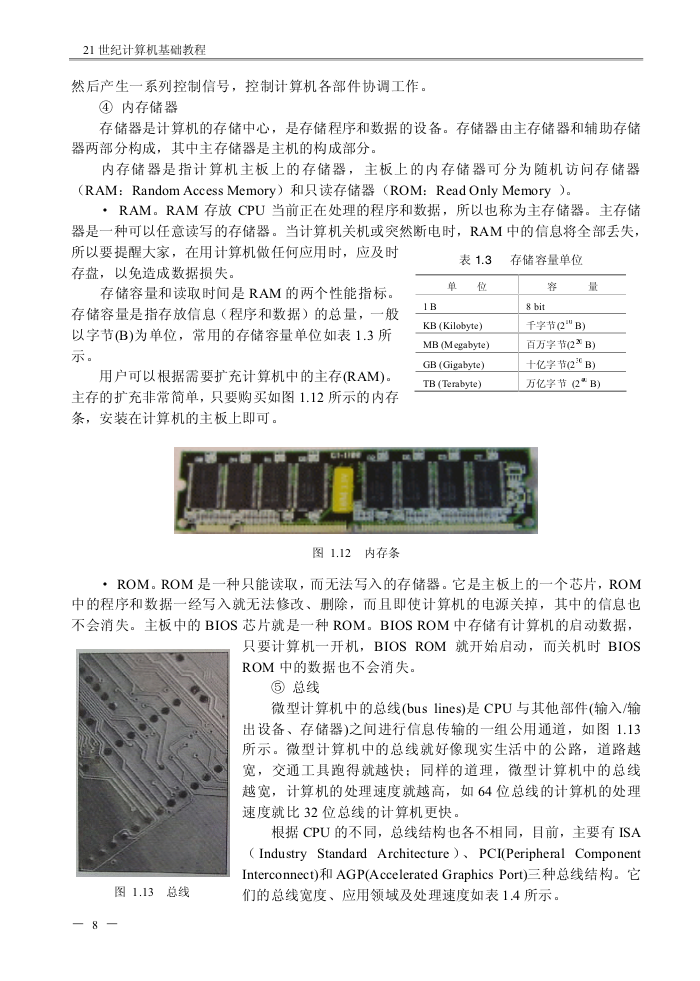 21 世纪计算机基础教程
然后产生一系列控制信号，控制计算机各部件协调工作。
④ 内存储器
存储器是计算机的存储中心，是存储程序和数据的设备。存储器由主存储器和辅助存储
器两部分构成，其中主存储器是主机的构成部分。
内存储器是指计算机主板上的存储器，主板上的内存储器可分为随机访问存储器
（RAM：Random Access Memory）和只读存储器（ROM：Read Only Memory ）。
· RAM。RAM 存放 CPU 当前正在处理的程序和数据，所以也称为主存储器。主存储
器是一种可以任意读写的存储器。当计算机关机或突然断电时，RAM 中的信息将全部丢失，
所以要提醒大家，在用计算机做任何应用时，应及时
存盘，以免造成数据损失。
存储容量和读取时间是 RAM 的两个性能指标。
存储容量是指存放信息（程序和数据）的总量，一般
以字节(B)为单位，常用的存储容量单位如表 1.3 所
示。
用户可以根据需要扩充计算机中的主存(RAM)。
主存的扩充非常简单，只要购买如图 1.12 所示的内存
条，安装在计算机的主板上即可。
表 1.3 存储容量单位
单 位 容 量
1 B 8 bit
KB (Kilobyte) 千字节(2^10 B)
MB (Megabyte) 百万字节(2^20 B)
GB (Gigabyte) 十亿字节(2^30 B)
TB (Terabyte) 万亿字节 (2^40 B)
图 1.12 内存条
· ROM。ROM 是一种只能读取，而无法写入的存储器。它是主板上的一个芯片，ROM
中的程序和数据一经写入就无法修改、删除，而且即使计算机的电源关掉，其中的信息也
不会消失。主板中的 BIOS 芯片就是一种 ROM。BIOS ROM 中存储有计算机的启动数据，
只要计算机一开机，BIOS ROM 就开始启动，而关机时 BIOS
ROM 中的数据也不会消失。
⑤ 总线
微型计算机中的总线(bus lines)是 CPU 与其他部件(输入/输
出设备、存储器)之间进行信息传输的一组公用通道，如图 1.13
所示。微型计算机中的总线就好像现实生活中的公路，道路越
宽，交通工具跑得就越快；同样的道理，微型计算机中的总线
越宽，计算机的处理速度就越高，如 64 位总线的计算机的处理
速度就比 32 位总线的计算机更快。
根据 CPU 的不同，总线结构也各不相同，目前，主要有 ISA
（ Industry Standard Architecture ）、 PCI(Peripheral Component
Interconnect)和 AGP(Accelerated Graphics Port)三种总线结构。它
们的总线宽度、应用领域及处理速度如表 1.4 所示。
图 1.13 总线
— 8 —